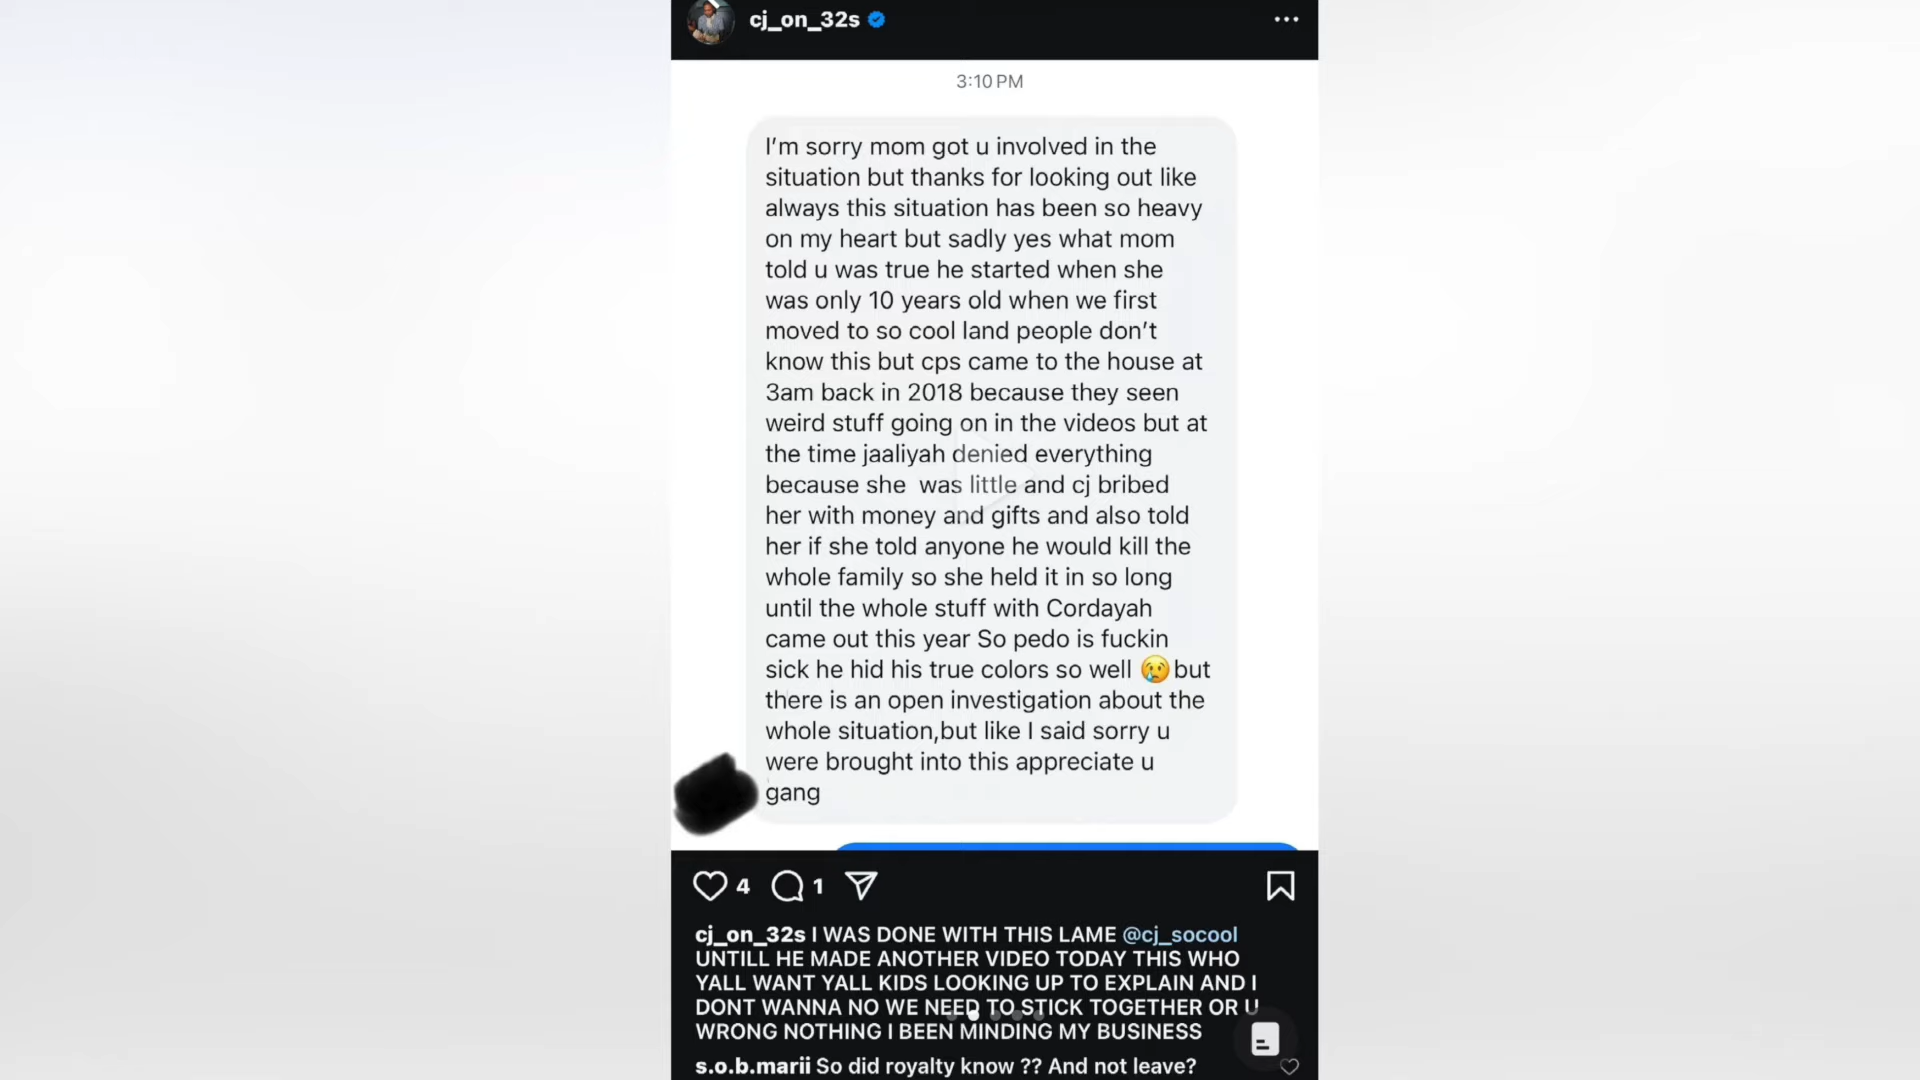 cj_on_32s
3:10 PM
I'm sorry mom got u involved in the
situation but thanks for looking out like
always this situation has been so heavy
on my heart but sadly yes what mom
told u was true he started when she
was only 10 years old when we first
moved to so cool land people don't
know this but cps came to the house at
3am back in 2018 because they seen
weird stuff going on in the videos but at
the time jaaliyah denied everything
because she  was little and cj bribed
her with money and gifts and also told
her if she told anyone he would kill the
whole family so she held it in so long
until the whole stuff with Cordayah
came out this year So pedo is fuckin
sick he hid his true colors so well 😢 but
there is an open investigation about the
whole situation,but like I said sorry u
were brought into this appreciate u
gang
4 1
cj_on_32s I WAS DONE WITH THIS LAME @cj_socool
UNTILL HE MADE ANOTHER VIDEO TODAY THIS WHO
YALL WANT YALL KIDS LOOKING UP TO EXPLAIN AND I
DONT WANNA NO WE NEED TO STICK TOGETHER OR U
WRONG NOTHING I BEEN MINDING MY BUSINESS
s.o.b.marii So did royalty know ?? And not leave?